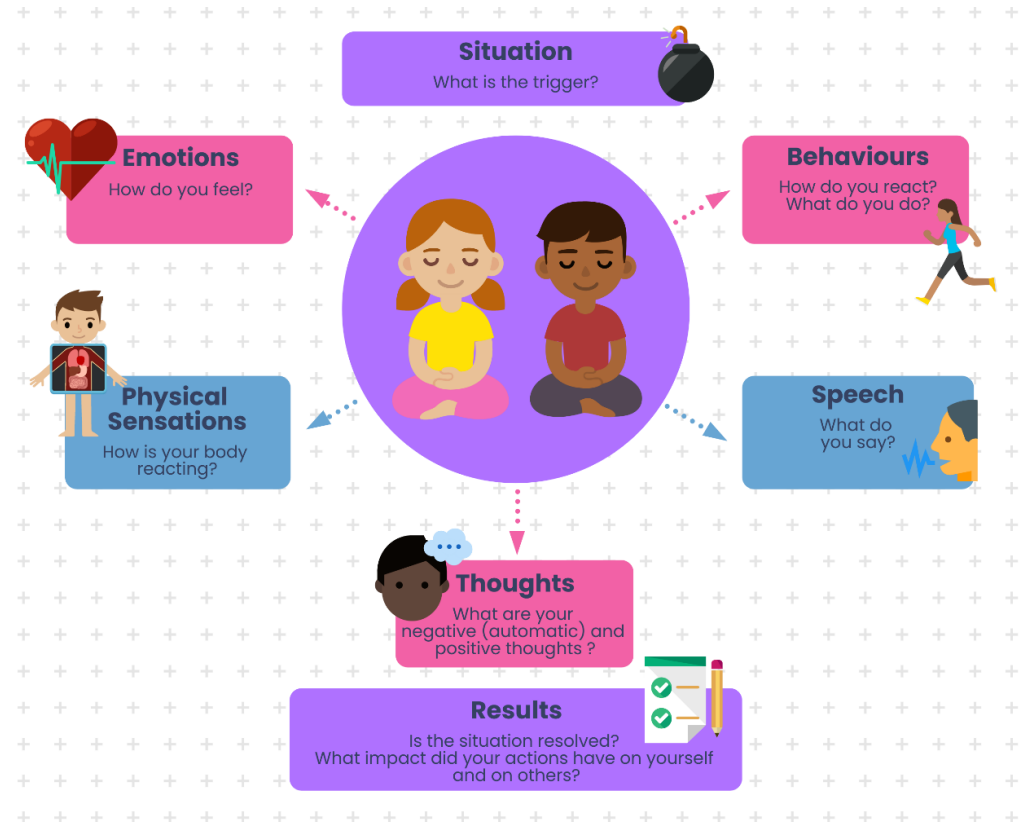 Situation
What is the trigger?
Emotions
How do you feel?
Behaviours
How do you react?
What do you do?
Physical
Sensations
How is your body
reacting?
Speech
What do
you say?
Thoughts
What are your
negative (automatic) and
positive thoughts ?
Results
Is the situation resolved?
What impact did your actions have on yourself
and on others?